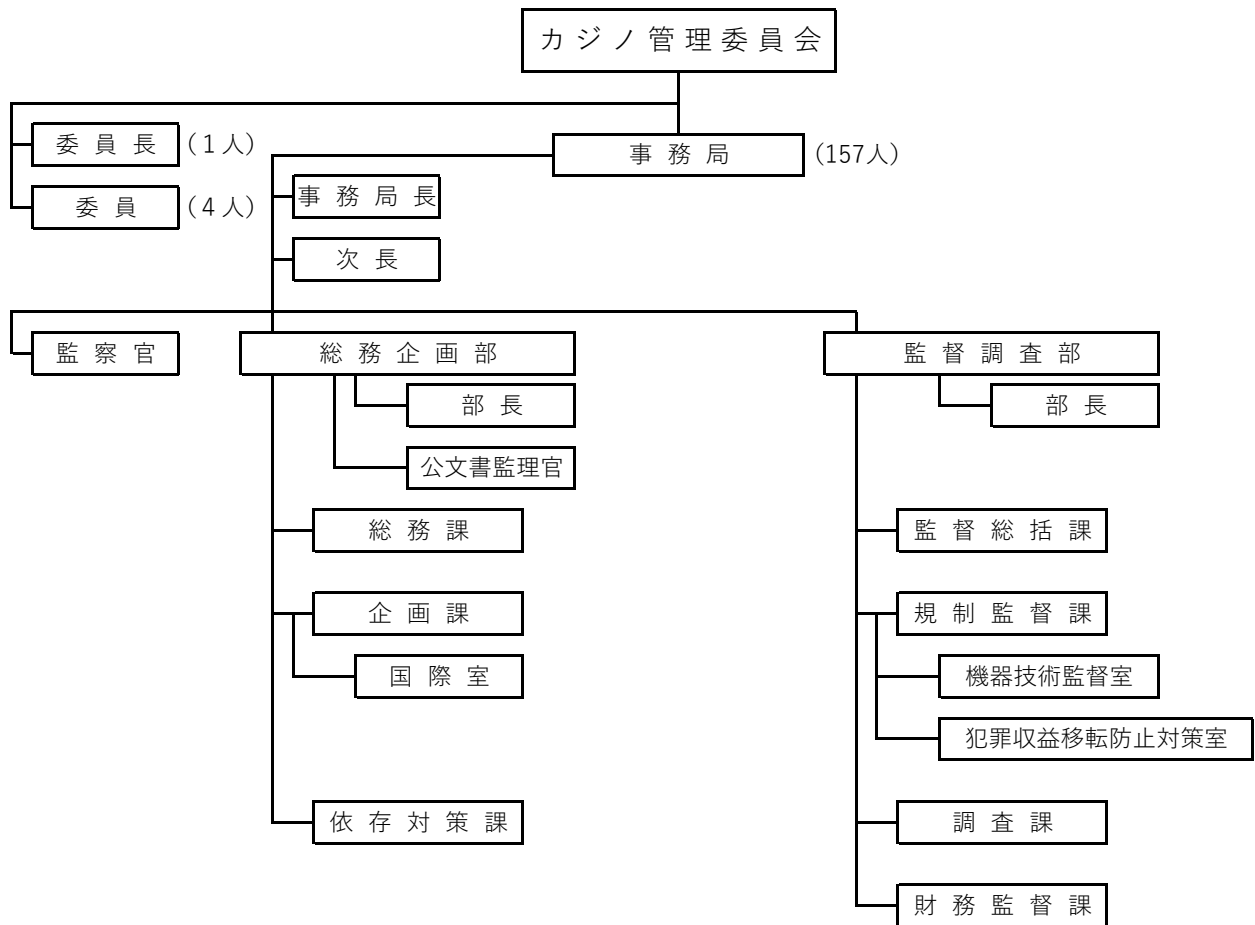 カジノ管理委員会
委員長 (1人)
事務局 (157人)
委員 (4人)
事務局長
次長
監察官
総務企画部
監督調査部
部長
部長
公文書監理官
総務課
監督総括課
企画課
規制監督課
国際室
機器技術監督室
犯罪収益移転防止対策室
依存対策課
調査課
財務監督課